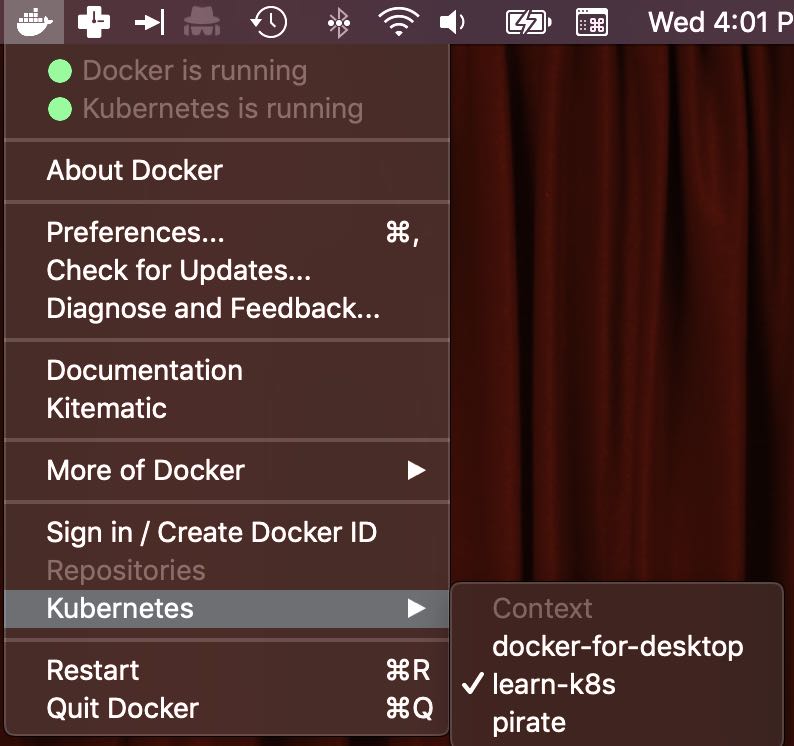 Wed 4:01 P
Docker is running
Kubernetes is running
About Docker
Preferences... ⌘,
Check for Updates...
Diagnose and Feedback...
Documentation
Kitematic
More of Docker ▶
Sign in / Create Docker ID
Repositories
Kubernetes ▶
Context
docker-for-desktop
✓ learn-k8s
pirate
Restart ⌘R
Quit Docker ⌘Q